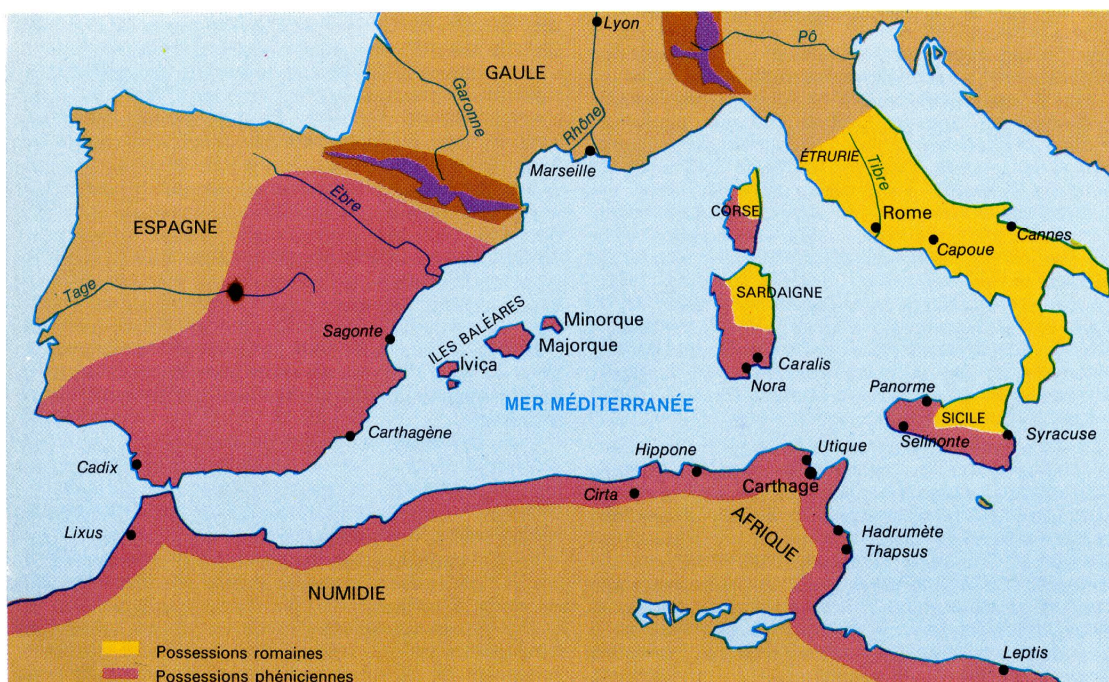 Lyon
Pô
GAULE
Garonne
Rhône
Marseille
ÉTRURIE
Tibre
Rome
Capoue
Cannes
CORSE
SARDAIGNE
Caralis
Nora
ESPAGNE
Èbre
Tage
Sagonte
ILES BALÉARES
Minorque
Majorque
Iviça
MER MÉDITERRANÉE
Carthagène
Cadix
Panorme
SICILE
Sélinonte
Syracuse
Hippone
Utique
Cirta
Carthage
AFRIQUE
Lixus
Hadrumète
Thapsus
NUMIDIE
Leptis
Possessions romaines
Possessions phéniciennes